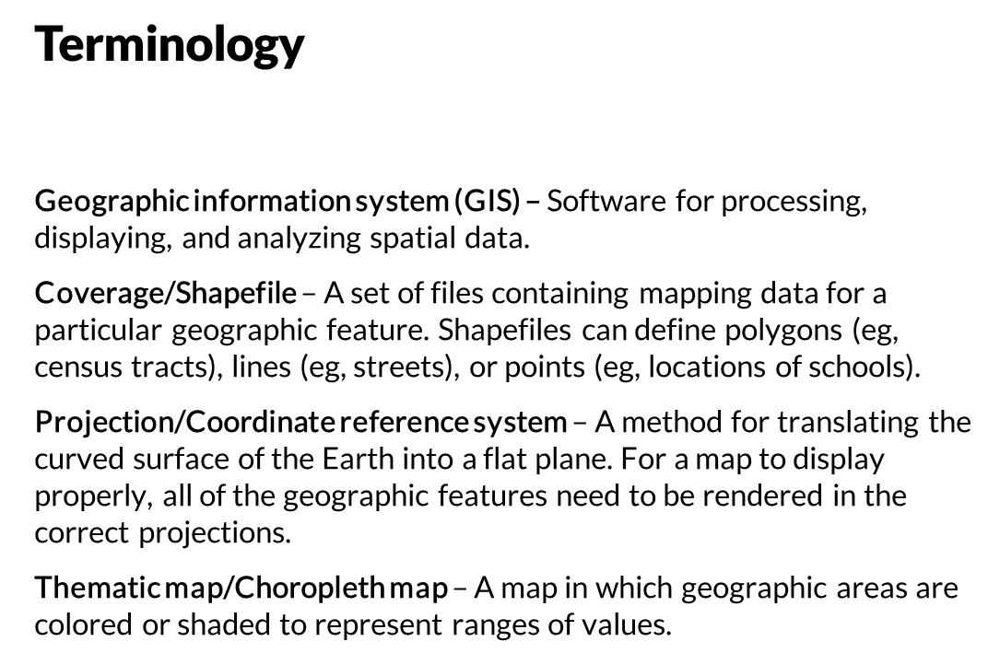 Terminology
Geographic information system (GIS) – Software for processing,
displaying, and analyzing spatial data.
Coverage/Shapefile – A set of files containing mapping data for a
particular geographic feature. Shapefiles can define polygons (eg,
census tracts), lines (eg, streets), or points (eg, locations of schools).
Projection/Coordinate reference system – A method for translating the
curved surface of the Earth into a flat plane. For a map to display
properly, all of the geographic features need to be rendered in the
correct projections.
Thematic map/Choropleth map – A map in which geographic areas are
colored or shaded to represent ranges of values.